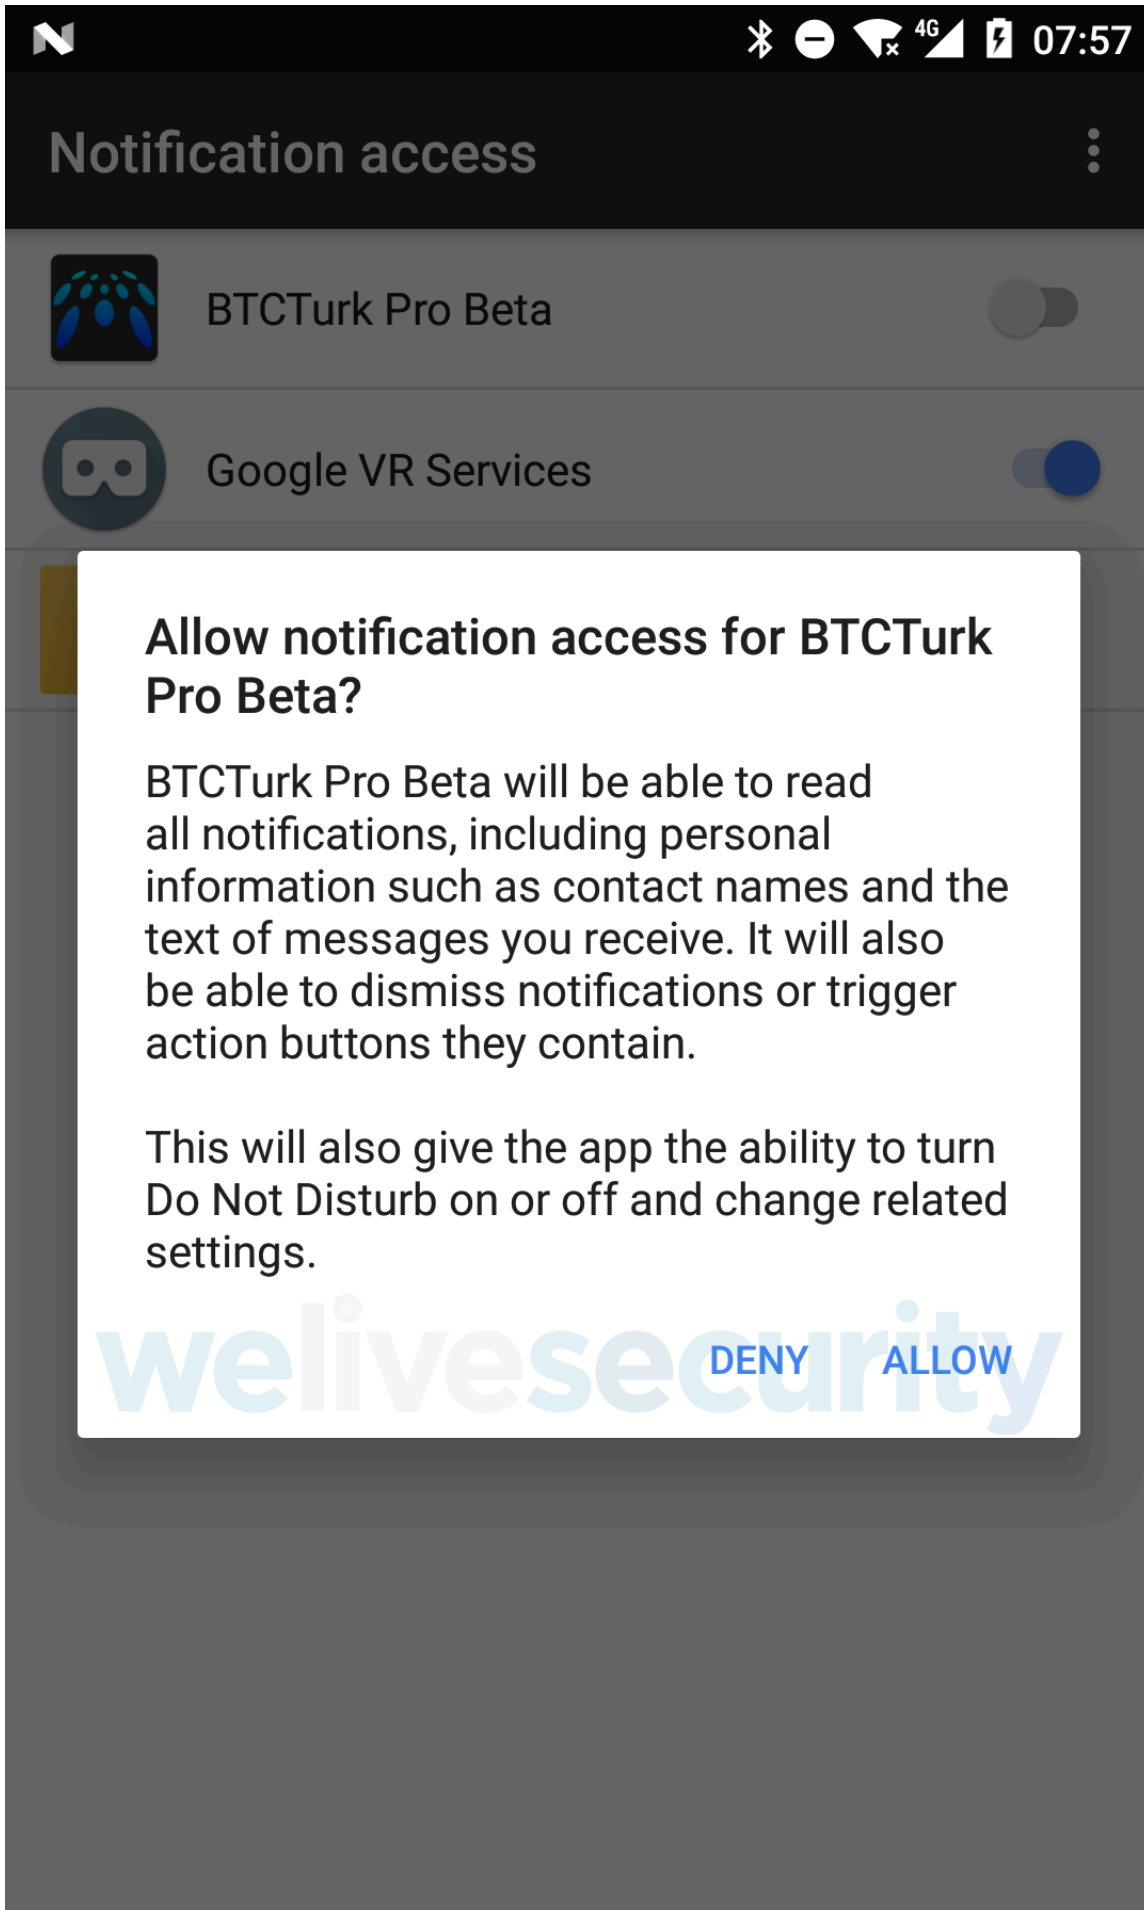 4G 07:57
Notification access
BTCTurk Pro Beta
Google VR Services
Allow notification access for BTCTurk
Pro Beta?
BTCTurk Pro Beta will be able to read
all notifications, including personal
information such as contact names and the
text of messages you receive. It will also
be able to dismiss notifications or trigger
action buttons they contain.
This will also give the app the ability to turn
Do Not Disturb on or off and change related
settings.
welivesecurity
DENY ALLOW